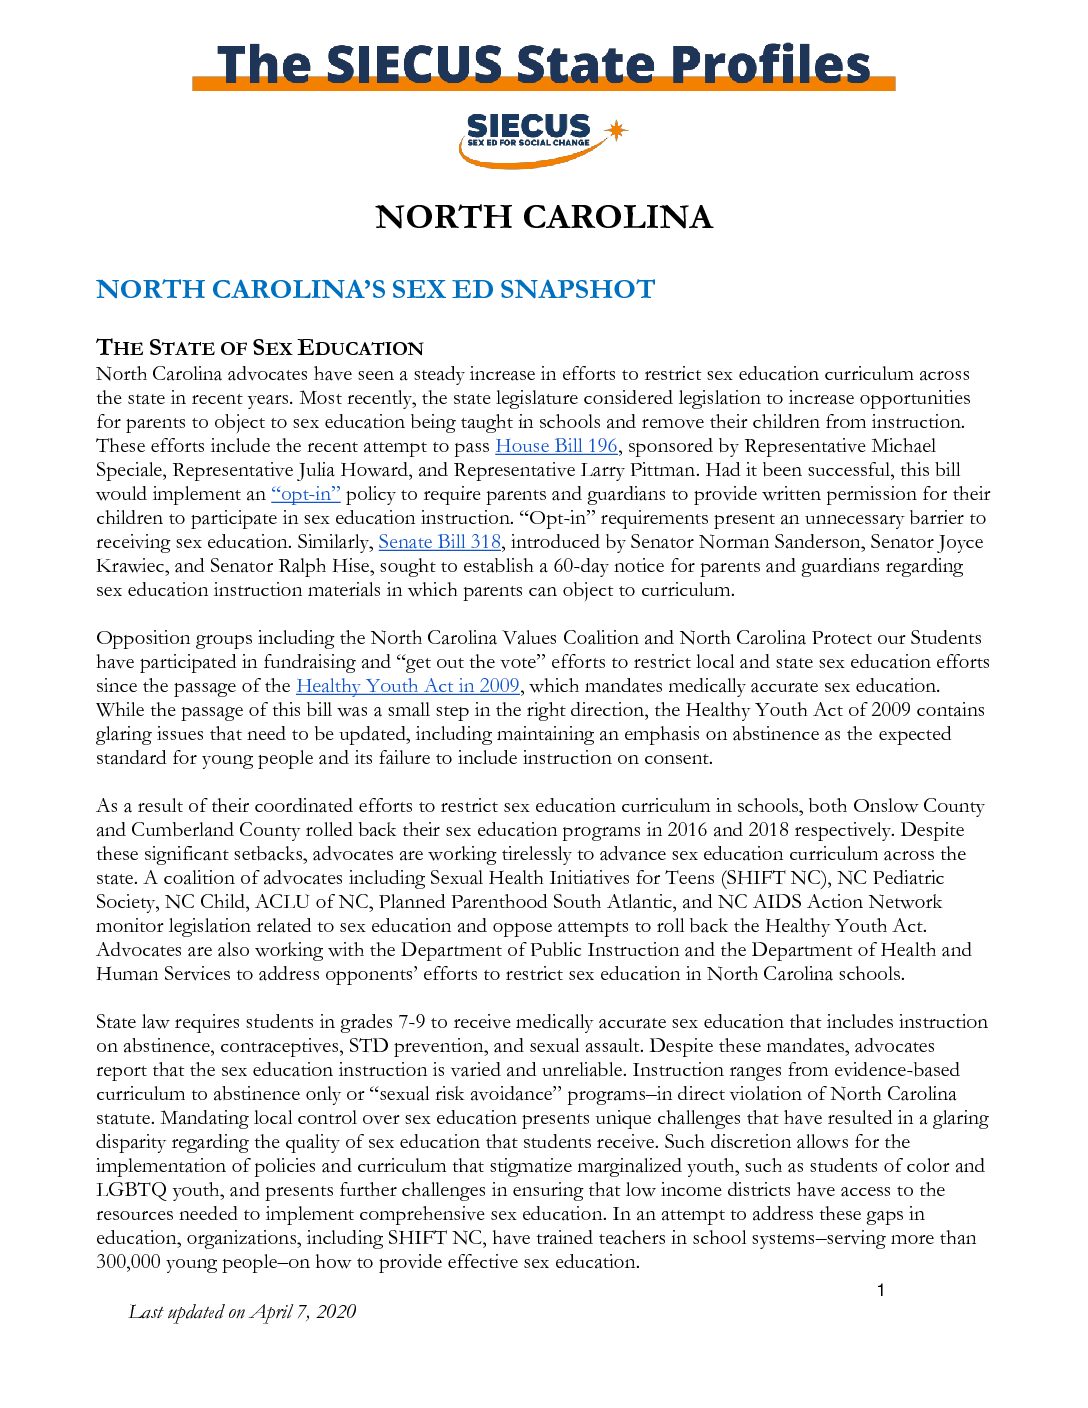 The SIECUS State Profiles
SIECUS
SEX ED FOR SOCIAL CHANGE
NORTH CAROLINA
NORTH CAROLINA’S SEX ED SNAPSHOT
THE STATE OF SEX EDUCATION
North Carolina advocates have seen a steady increase in efforts to restrict sex education curriculum across
the state in recent years. Most recently, the state legislature considered legislation to increase opportunities
for parents to object to sex education being taught in schools and remove their children from instruction.
These efforts include the recent attempt to pass House Bill 196, sponsored by Representative Michael
Speciale, Representative Julia Howard, and Representative Larry Pittman. Had it been successful, this bill
would implement an “opt-in” policy to require parents and guardians to provide written permission for their
children to participate in sex education instruction. “Opt-in” requirements present an unnecessary barrier to
receiving sex education. Similarly, Senate Bill 318, introduced by Senator Norman Sanderson, Senator Joyce
Krawiec, and Senator Ralph Hise, sought to establish a 60-day notice for parents and guardians regarding
sex education instruction materials in which parents can object to curriculum.
Opposition groups including the North Carolina Values Coalition and North Carolina Protect our Students
have participated in fundraising and “get out the vote” efforts to restrict local and state sex education efforts
since the passage of the Healthy Youth Act in 2009, which mandates medically accurate sex education.
While the passage of this bill was a small step in the right direction, the Healthy Youth Act of 2009 contains
glaring issues that need to be updated, including maintaining an emphasis on abstinence as the expected
standard for young people and its failure to include instruction on consent.
As a result of their coordinated efforts to restrict sex education curriculum in schools, both Onslow County
and Cumberland County rolled back their sex education programs in 2016 and 2018 respectively. Despite
these significant setbacks, advocates are working tirelessly to advance sex education curriculum across the
state. A coalition of advocates including Sexual Health Initiatives for Teens (SHIFT NC), NC Pediatric
Society, NC Child, ACLU of NC, Planned Parenthood South Atlantic, and NC AIDS Action Network
monitor legislation related to sex education and oppose attempts to roll back the Healthy Youth Act.
Advocates are also working with the Department of Public Instruction and the Department of Health and
Human Services to address opponents’ efforts to restrict sex education in North Carolina schools.
State law requires students in grades 7-9 to receive medically accurate sex education that includes instruction
on abstinence, contraceptives, STD prevention, and sexual assault. Despite these mandates, advocates
report that the sex education instruction is varied and unreliable. Instruction ranges from evidence-based
curriculum to abstinence only or “sexual risk avoidance” programs–in direct violation of North Carolina
statute. Mandating local control over sex education presents unique challenges that have resulted in a glaring
disparity regarding the quality of sex education that students receive. Such discretion allows for the
implementation of policies and curriculum that stigmatize marginalized youth, such as students of color and
LGBTQ youth, and presents further challenges in ensuring that low income districts have access to the
resources needed to implement comprehensive sex education. In an attempt to address these gaps in
education, organizations, including SHIFT NC, have trained teachers in school systems–serving more than
300,000 young people–on how to provide effective sex education.
1
Last updated on April 7, 2020